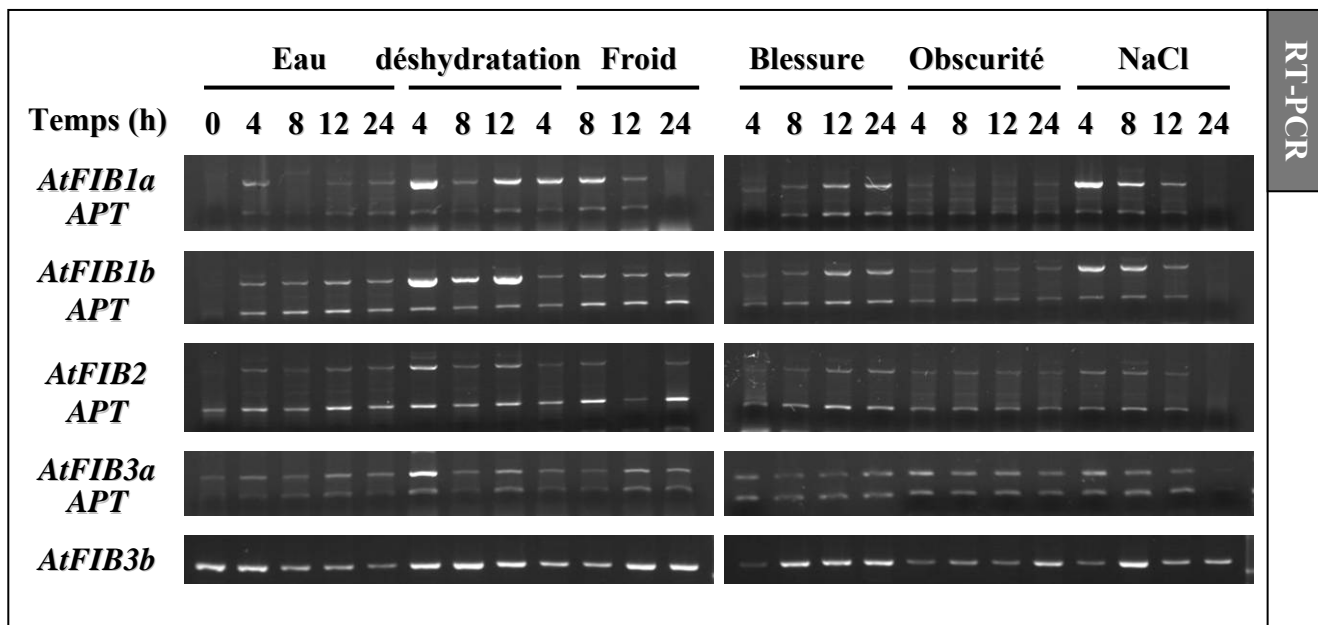 Eau déshydratation Froid Blessure Obscurité NaCl
Temps (h) 0 4 8 12 24 4 8 12 4 8 12 24 4 8 12 24 4 8 12 24 4 8 12 24
AtFIB1a
APT
AtFIB1b
APT
AtFIB2
APT
AtFIB3a
APT
AtFIB3b
RT-PCR